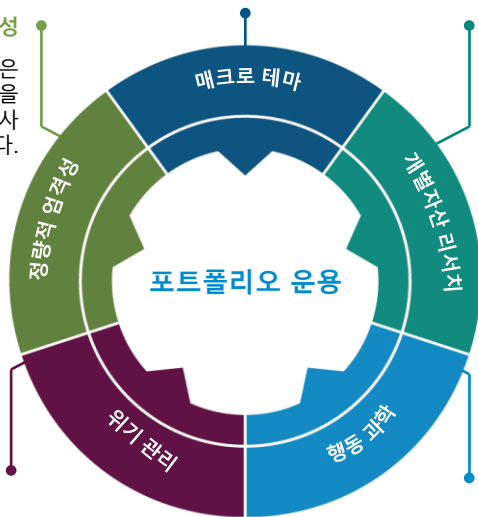 성
은
을
사
다.
매크로 테마
개별자산 리서치
정량적 엄격성
포트폴리오 운용
위기 관리
행동 과학